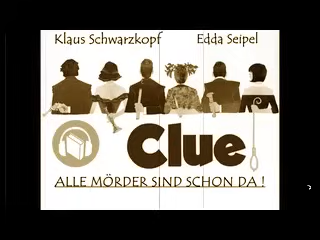 Klaus Schwarzkopf Edda Seipel
Clue
ALLE MÖRDER SIND SCHON DA !